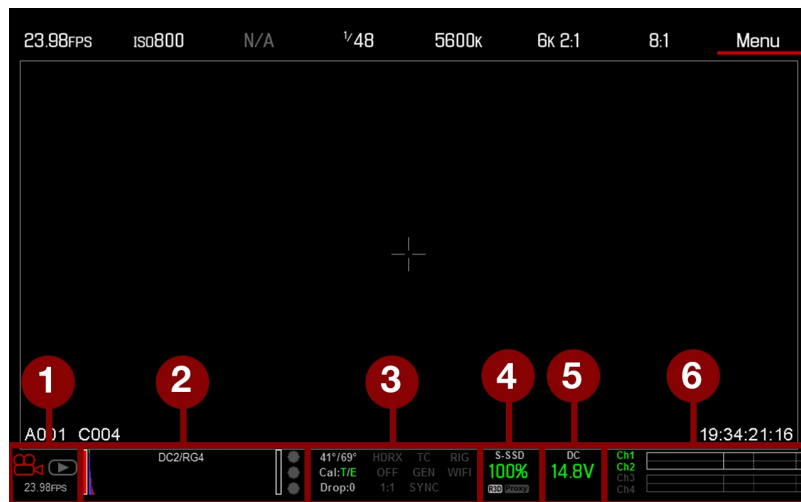 23.98FPS ISO800 N/A 1/48 5600K 6K 2:1 8:1 Menu
1 2 3 4 5 6
A001 C004 19:34:21:16
DC2/RG4
23.98FPS
41°/69° HDRX TC RIG
Cal:T/E OFF GEN WIFI
Drop:0 1:1 SYNC
S-SSD
100%
R3D Proxy
DC
14.8V
Ch1
Ch2
Ch3
Ch4